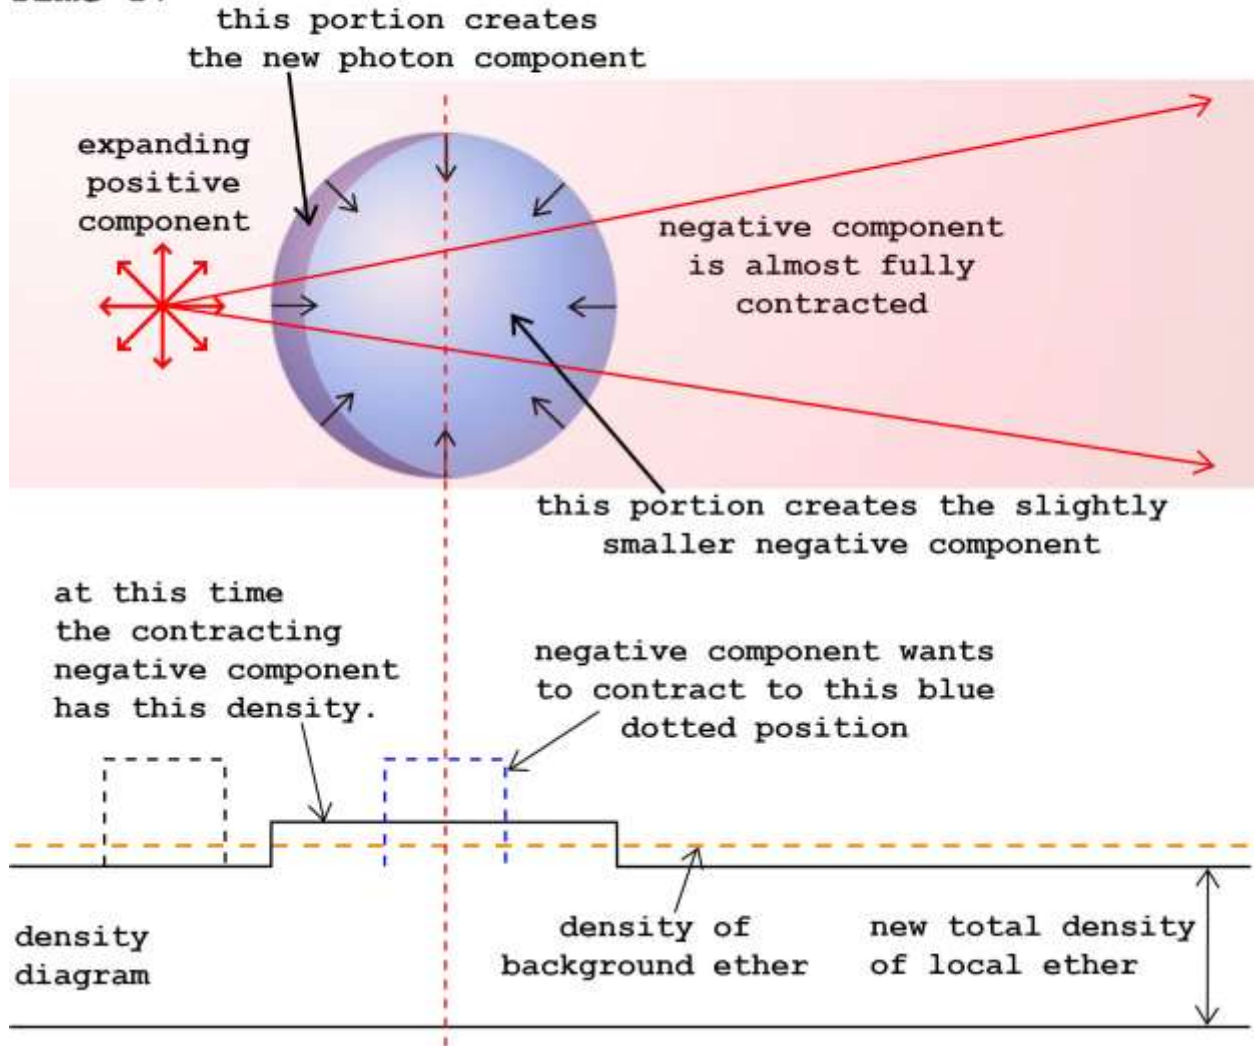 this portion creates
the new photon component
expanding
positive
component
negative component
is almost fully
contracted
this portion creates the slightly
smaller negative component
at this time
the contracting
negative component
has this density.
negative component wants
to contract to this blue
dotted position
density
diagram
density of
background ether
new total density
of local ether